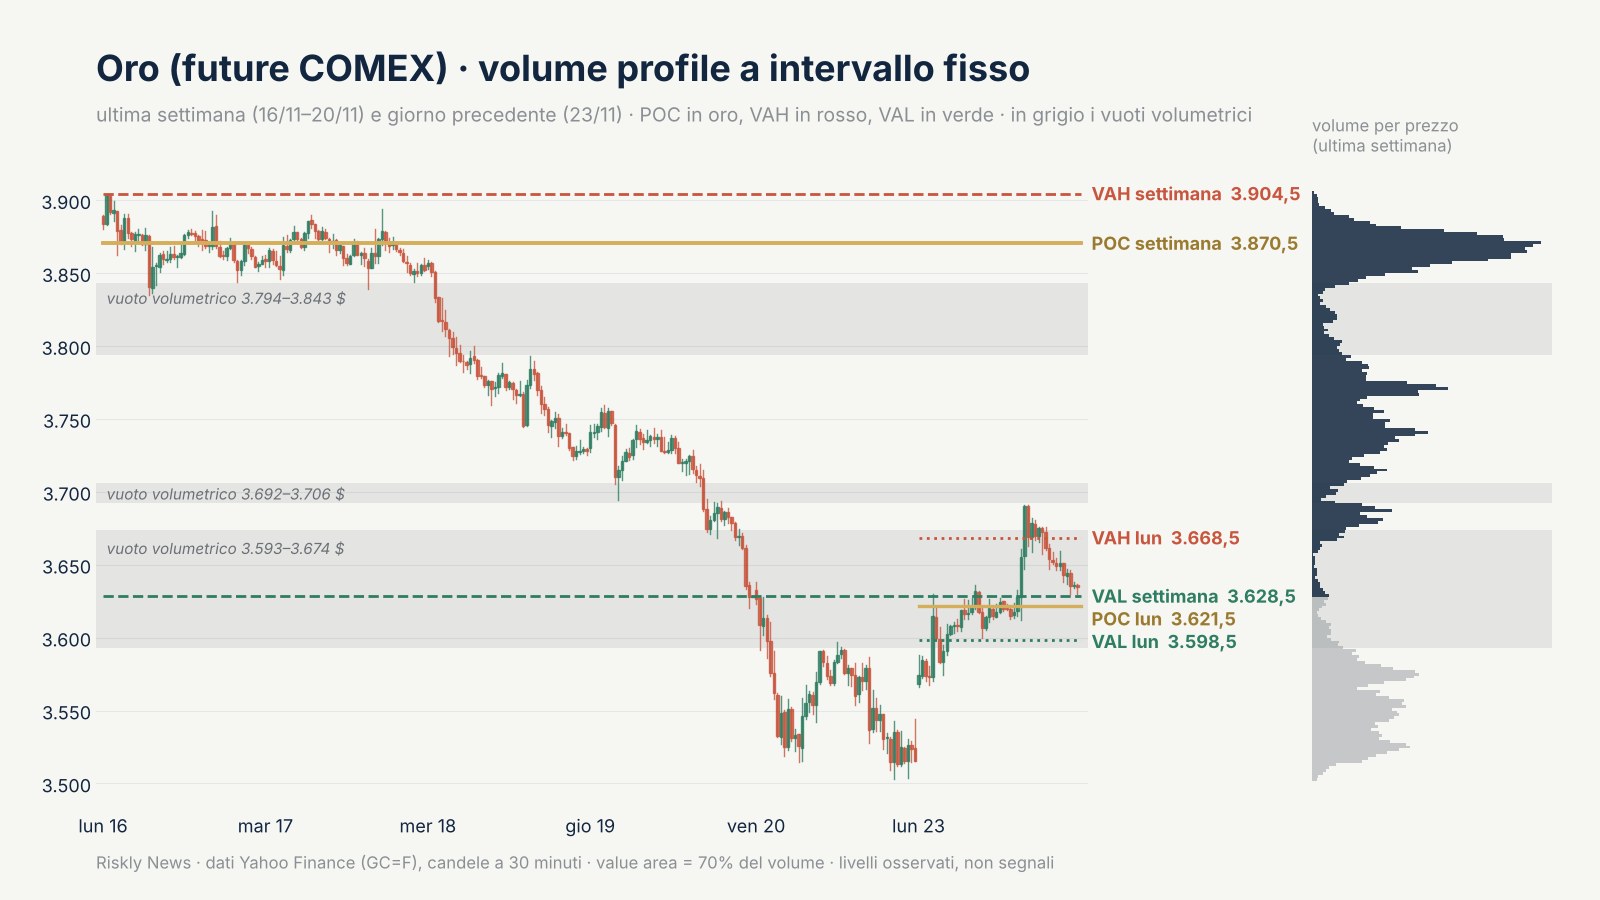 Oro (future COMEX) · volume profile a intervallo fisso
ultima settimana (16/11–20/11) e giorno precedente (23/11) · POC in oro, VAH in rosso, VAL in verde · in grigio i vuoti volumetrici
volume per prezzo
(ultima settimana)
3.900
3.850
3.800
3.750
3.700
3.650
3.600
3.550
3.500
VAH settimana 3.904,5
POC settimana 3.870,5
vuoto volumetrico 3.794–3.843 $
vuoto volumetrico 3.692–3.706 $
vuoto volumetrico 3.593–3.674 $
VAH lun 3.668,5
VAL settimana 3.628,5
POC lun 3.621,5
VAL lun 3.598,5
lun 16
mar 17
mer 18
gio 19
ven 20
lun 23
Riskly News · dati Yahoo Finance (GC=F), candele a 30 minuti · value area = 70% del volume · livelli osservati, non segnali